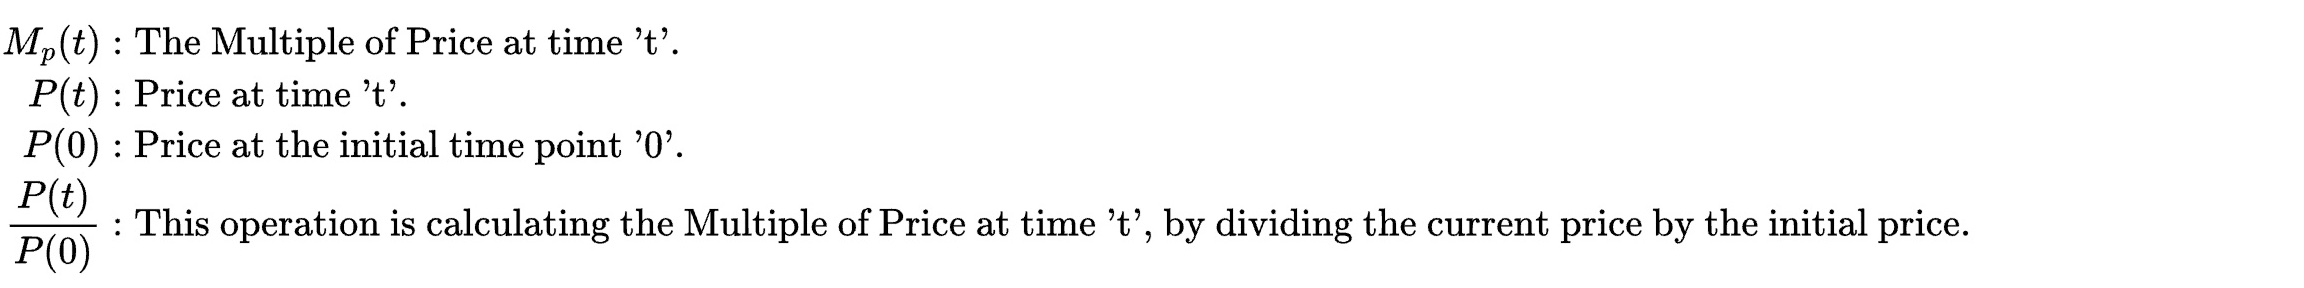 M_p(t) : The Multiple of Price at time ’t’.
P(t) : Price at time ’t’.
P(0) : Price at the initial time point ’0’.
P(t)/P(0) : This operation is calculating the Multiple of Price at time ’t’, by dividing the current price by the initial price.